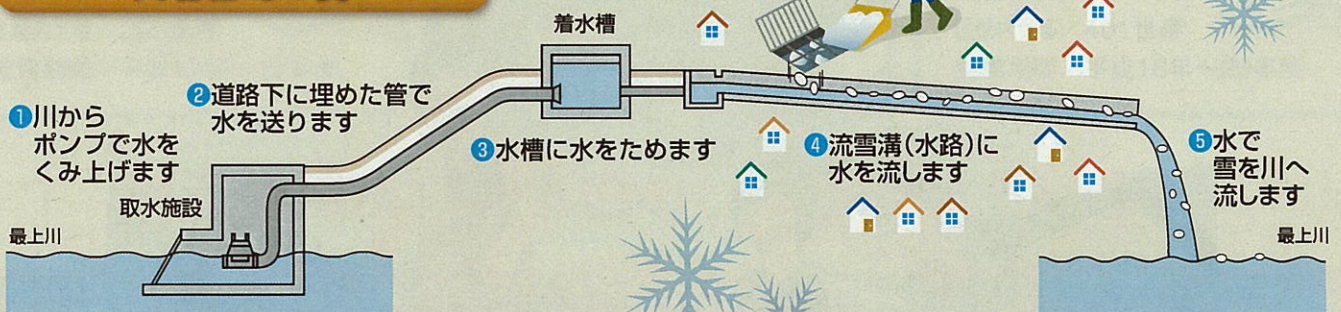 着水槽
❶川から
ポンプで水を
くみ上げます
❷道路下に埋めた管で
水を送ります
❸水槽に水をためます
❹流雪溝（水路）に
水を流します
❺水で
雪を川へ
流します
取水施設
最上川
最上川